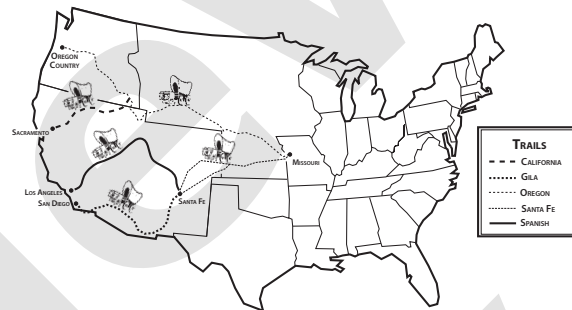 OREGON
COUNTRY
SACRAMENTO
MISSOURI
LOS ANGELES
SAN DIEGO
SANTA FE
TRAILS
CALIFORNIA
GILA
OREGON
SANTA FE
SPANISH